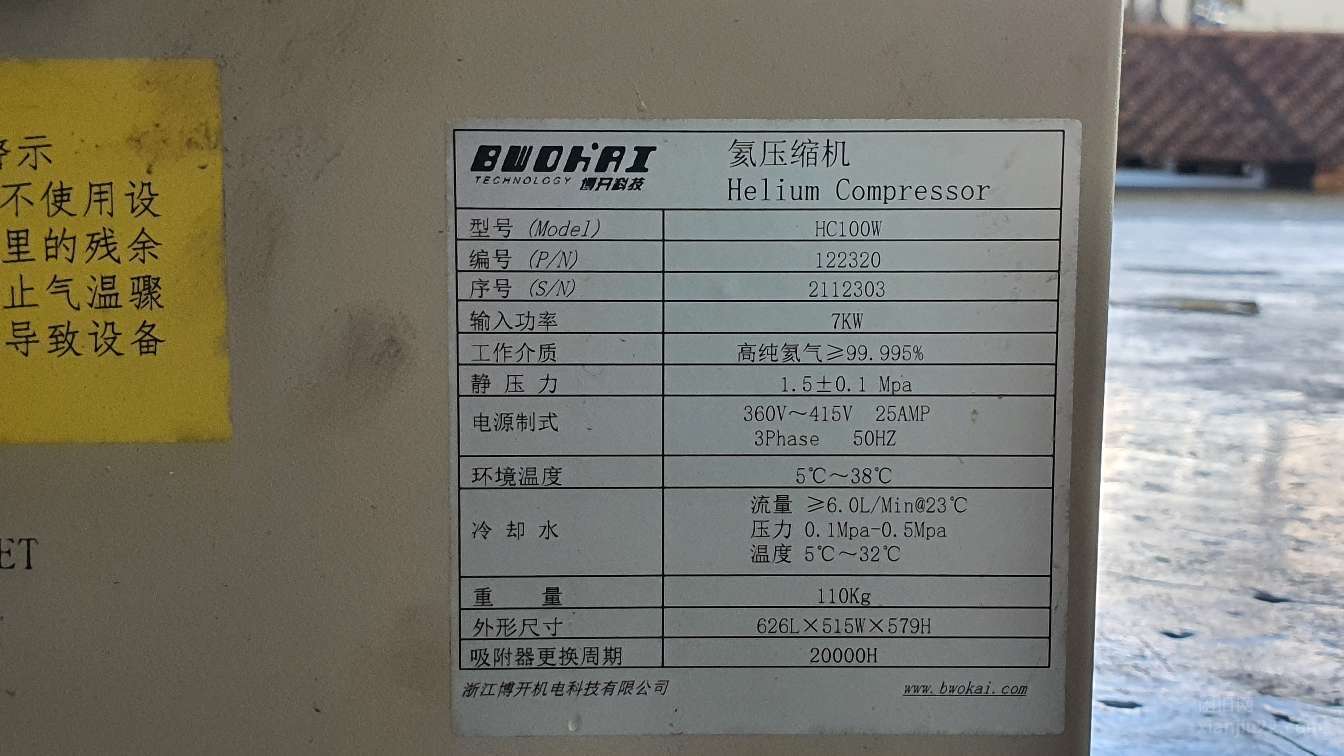 示
不使用设
里的残余
止气温骤
导致设备
ET
BWOKAI
TECHNOLOGY 博开科技
氦压缩机
Helium Compressor
型号 (Model) HC100W
编号 (P/N) 122320
序号 (S/N) 2112303
输入功率 7KW
工作介质 高纯氦气≥99.995%
静 压 力 1.5±0.1 Mpa
电源制式 360V～415V 25AMP
3Phase 50HZ
环境温度 5℃～38℃
冷 却 水 流量 ≥6.0L/Min@23℃
压力 0.1Mpa-0.5Mpa
温度 5℃～32℃
重 量 110Kg
外形尺寸 626L×515W×579H
吸附器更换周期 20000H
浙江博开机电科技有限公司 www.bwokai.com